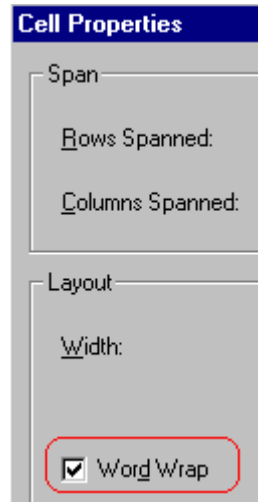 Cell Properties
Span
Rows Spanned:
Columns Spanned:
Layout
Width:
Word Wrap